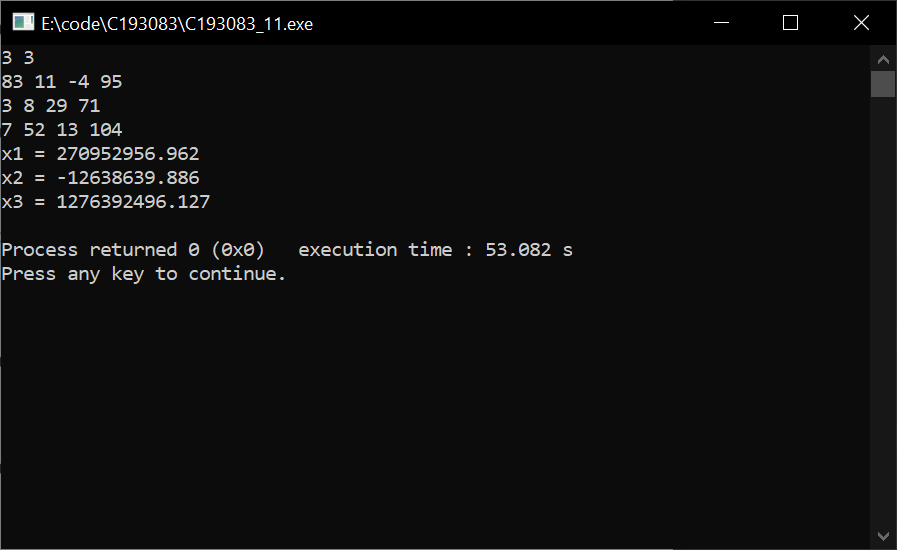 E:\code\C193083\C193083_11.exe
3 3
83 11 -4 95
3 8 29 71
7 52 13 104
x1 = 270952956.962
x2 = -12638639.886
x3 = 1276392496.127
Process returned 0 (0x0)   execution time : 53.082 s
Press any key to continue.